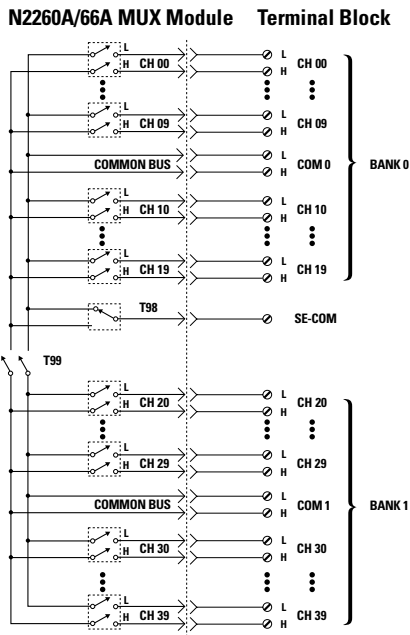 N2260A/66A MUX Module Terminal Block
L L
H CH 00 H CH 00
L L
H CH 09 H CH 09
COMMON BUS L COM 0 BANK 0
H
L L
H CH 10 H CH 10
L L
H CH 19 H CH 19
T98 SE-COM
T99
L L
H CH 20 H CH 20
L L
H CH 29 H CH 29
COMMON BUS L COM 1 BANK 1
H
L L
H CH 30 H CH 30
L L
H CH 39 H CH 39